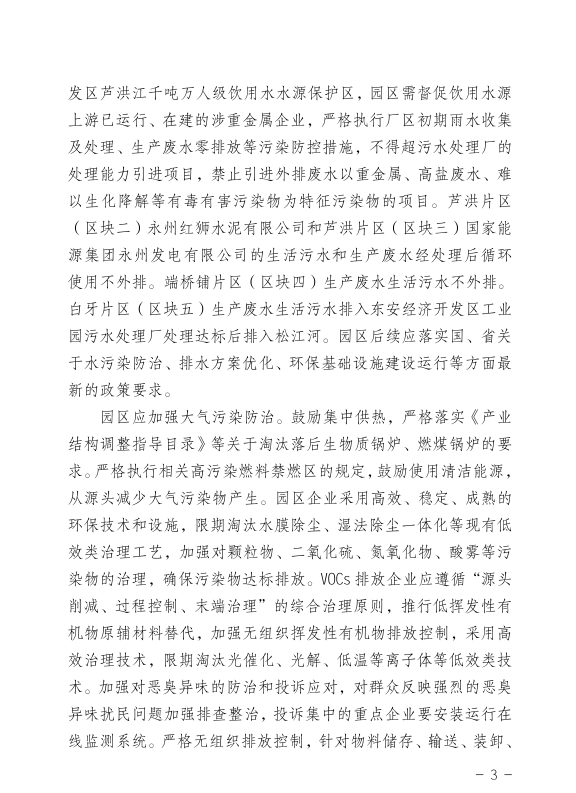 发区芦洪江千吨万人级饮用水水源保护区，园区需督促饮用水源
上游已运行、在建的涉重金属企业，严格执行厂区初期雨水收集
及处理、生产废水零排放等污染防控措施，不得超污水处理厂的
处理能力引进项目，禁止引进外排废水以重金属、高盐废水、难
以生化降解等有毒有害污染物为特征污染物的项目。芦洪片区
（区块二）永州红狮水泥有限公司和芦洪片区（区块三）国家能
源集团永州发电有限公司的生活污水和生产废水经处理后循环
使用不外排。端桥铺片区（区块四）生产废水生活污水不外排。
白牙片区（区块五）生产废水生活污水排入东安经济开发区工业
园污水处理厂处理达标后排入松江河。园区后续应落实国、省关
于水污染防治、排水方案优化、环保基础设施建设运行等方面最
新的政策要求。
园区应加强大气污染防治。鼓励集中供热，严格落实《产业
结构调整指导目录》等关于淘汰落后生物质锅炉、燃煤锅炉的要
求。严格执行相关高污染燃料禁燃区的规定，鼓励使用清洁能源，
从源头减少大气污染物产生。园区企业采用高效、稳定、成熟的
环保技术和设施，限期淘汰水膜除尘、湿法除尘一体化等现有低
效类治理工艺，加强对颗粒物、二氧化硫、氮氧化物、酸雾等污
染物的治理，确保污染物达标排放。VOCs 排放企业应遵循“源头
削减、过程控制、末端治理”的综合治理原则，推行低挥发性有
机物原辅材料替代，加强无组织挥发性有机物排放控制，采用高
效治理技术，限期淘汰光催化、光解、低温等离子体等低效类技
术。加强对恶臭异味的防治和投诉应对，对群众反映强烈的恶臭
异味扰民问题加强排查整治，投诉集中的重点企业要安装运行在
线监测系统。严格无组织排放控制，针对物料储存、输送、装卸、
－ 3 －